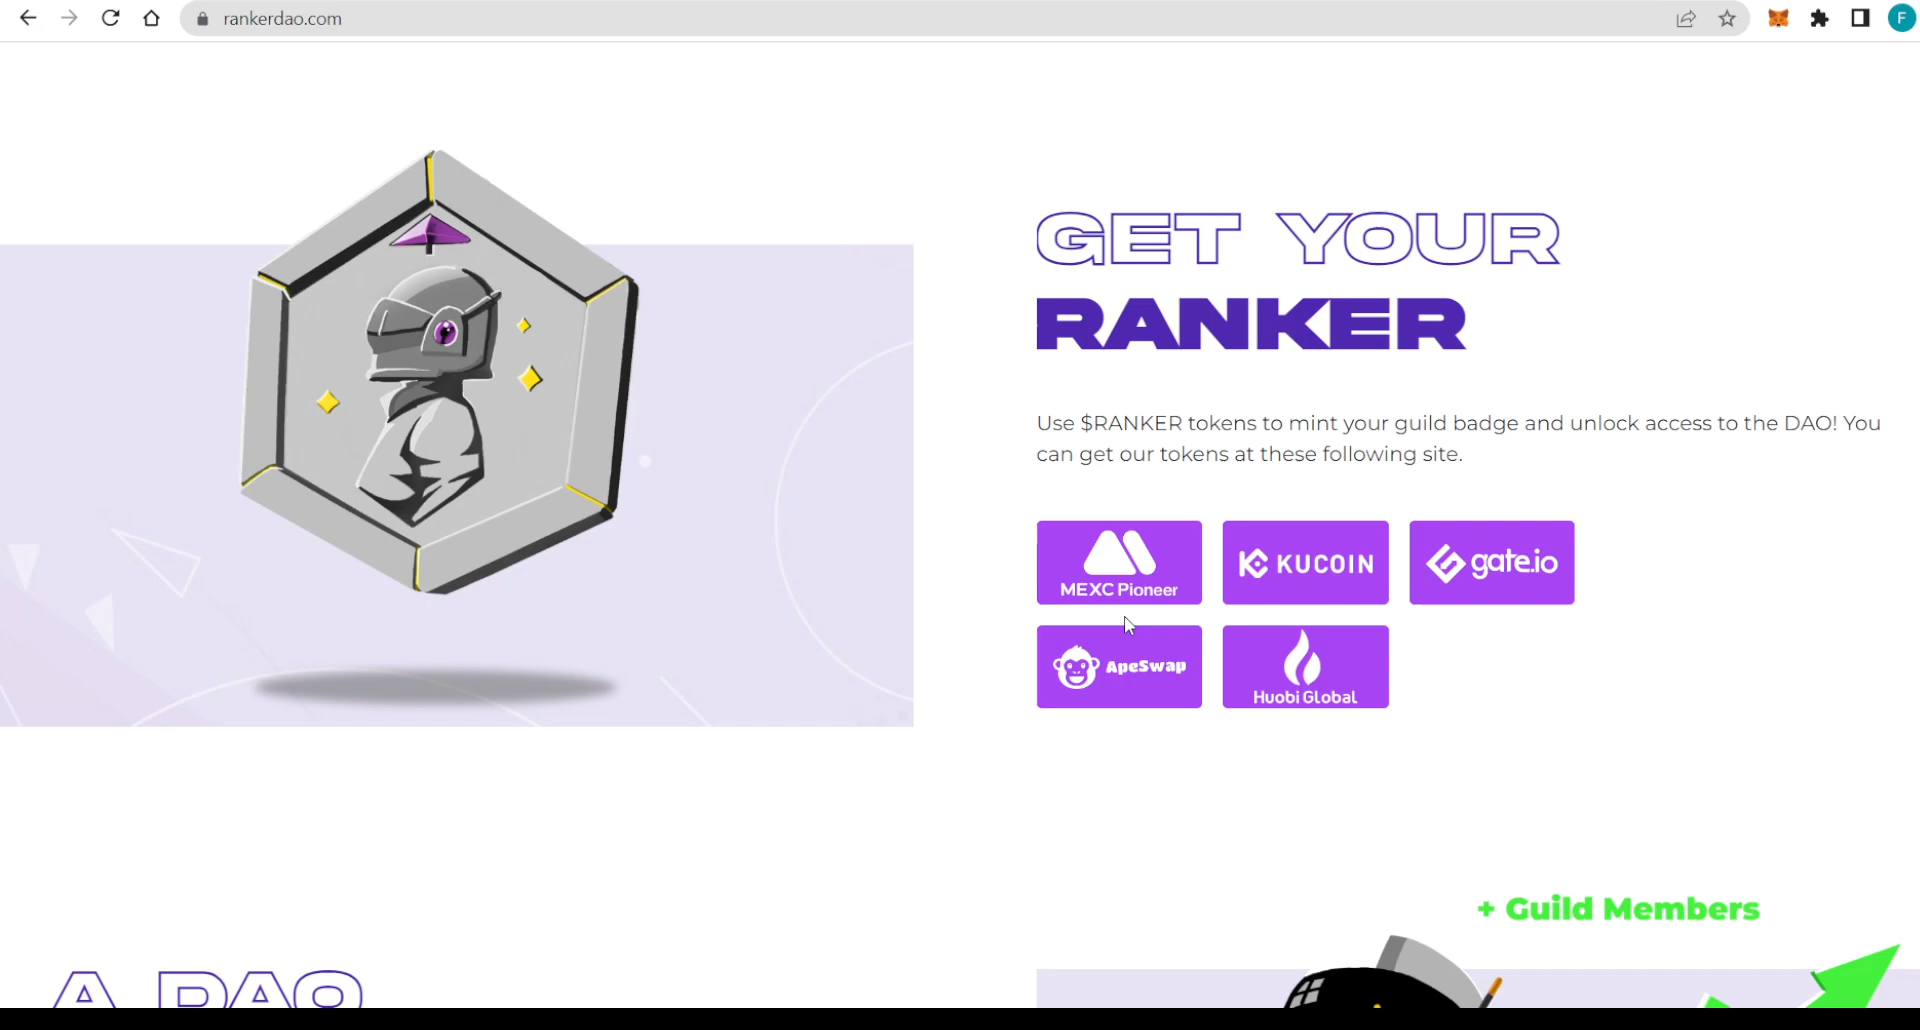 rankerdao.com
F
GET YOUR
RANKER
Use $RANKER tokens to mint your guild badge and unlock access to the DAO! You
can get our tokens at these following site.
MEXC Pioneer
KUCOIN
gate.io
ApeSwap
Huobi Global
+ Guild Members
A DAO